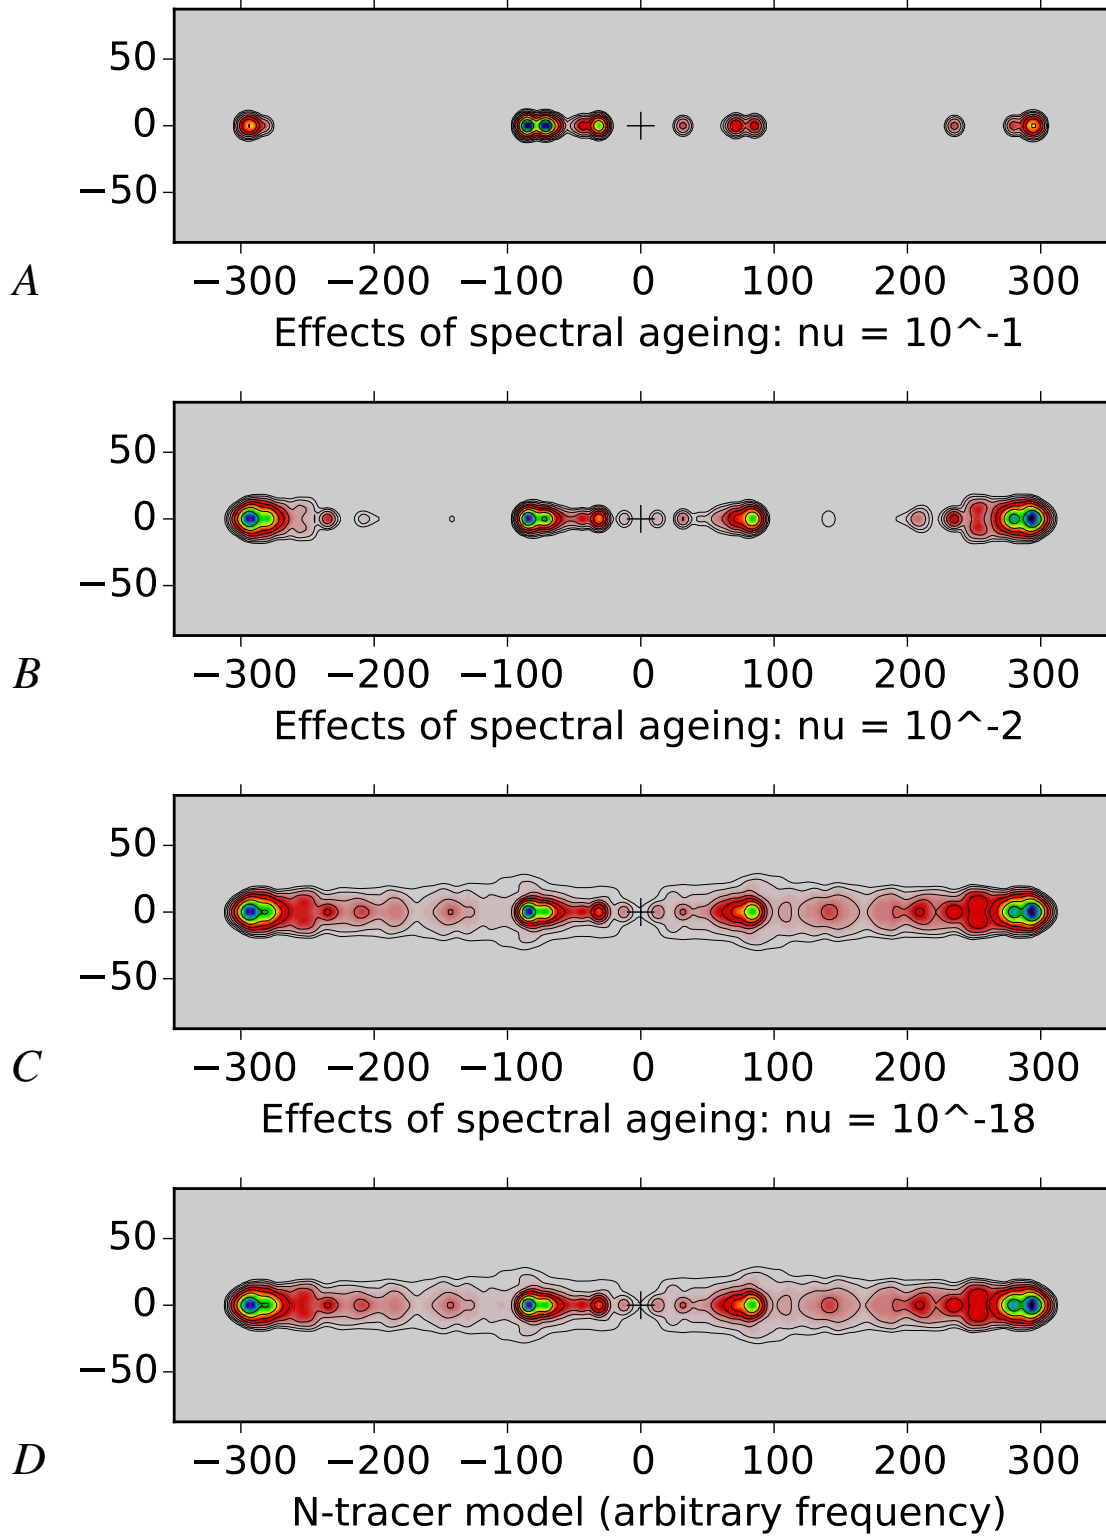 50
0
−50
A
−300 −200 −100 0 100 200 300
Effects of spectral ageing: nu = 10^-1
50
0
−50
B
−300 −200 −100 0 100 200 300
Effects of spectral ageing: nu = 10^-2
50
0
−50
C
−300 −200 −100 0 100 200 300
Effects of spectral ageing: nu = 10^-18
50
0
−50
D
−300 −200 −100 0 100 200 300
N-tracer model (arbitrary frequency)